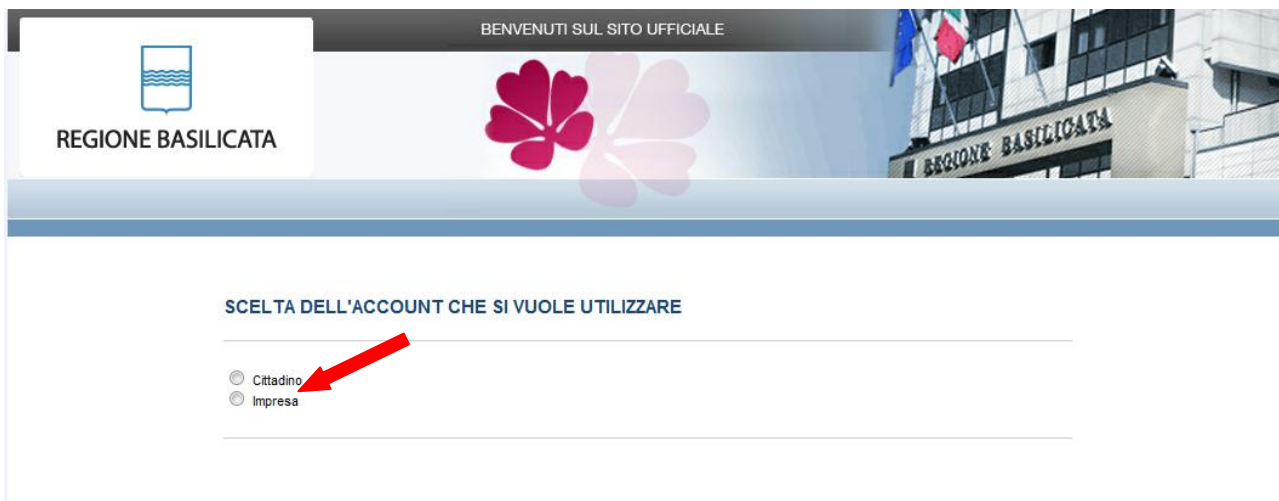 BENVENUTI SUL SITO UFFICIALE
REGIONE BASILICATA
REGIONE BASILICATA
SCELTA DELL'ACCOUNT CHE SI VUOLE UTILIZZARE
Cittadino
Impresa